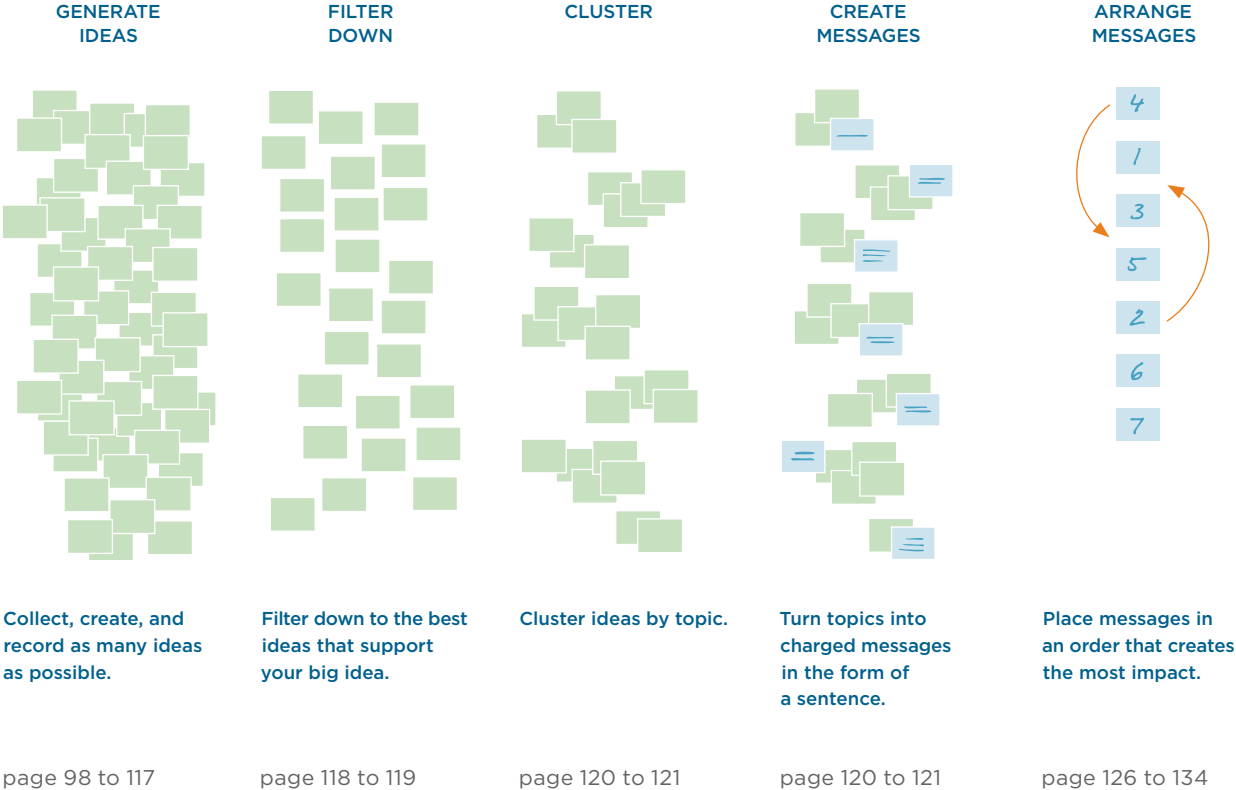 GENERATE
IDEAS
FILTER
DOWN
CLUSTER
CREATE
MESSAGES
ARRANGE
MESSAGES
4
1
3
5
2
6
7
Collect, create, and
record as many ideas
as possible.
Filter down to the best
ideas that support
your big idea.
Cluster ideas by topic.
Turn topics into
charged messages
in the form of
a sentence.
Place messages in
an order that creates
the most impact.
page 98 to 117
page 118 to 119
page 120 to 121
page 120 to 121
page 126 to 134